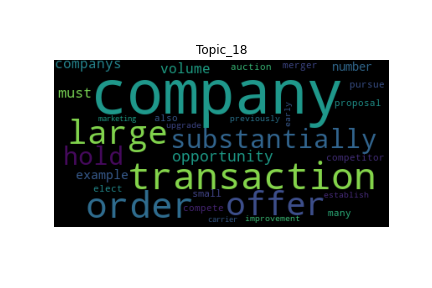 Topic_18
companys volume auction merger number
must company pursue
proposal
marketing also previously early
large upgrade substantially
hold opportunity competitor
example transaction
elect small establish
order compete offer many
carrier improvement